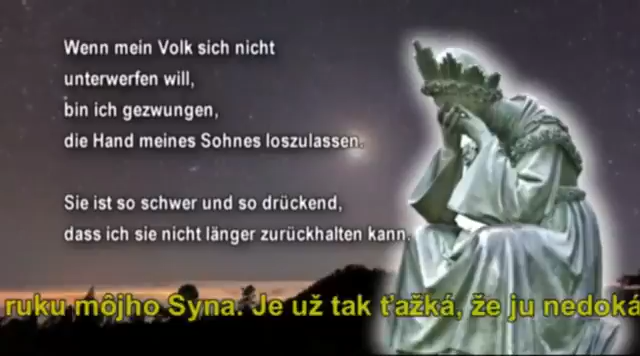 Wenn mein Volk sich nicht
unterwerfen will,
bin ich gezwungen,
die Hand meines Sohnes loszulassen.
Sie ist so schwer und so drückend,
dass ich sie nicht länger zurückhalten kann.
ruku môjho Syna. Je už tak ťažká, že ju nedoká